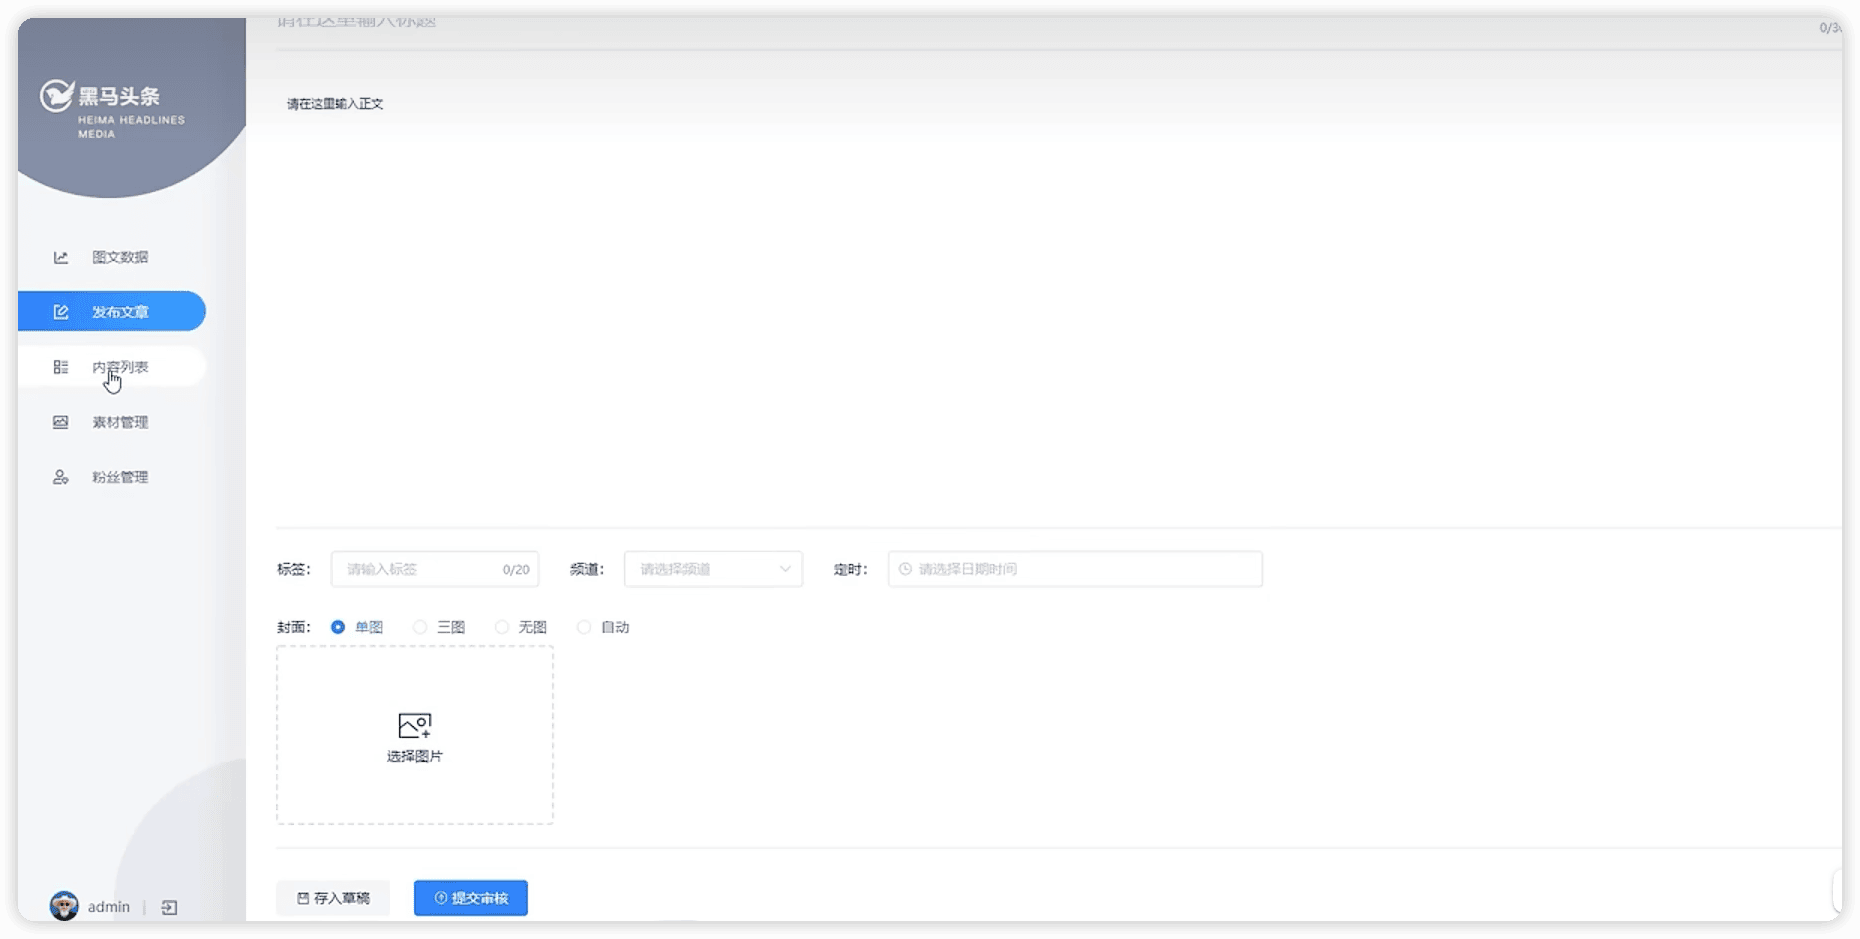 请在这里输入标题
0/3
黑马头条
HEIMA HEADLINES
MEDIA
请在这里输入正文
图文数据
发布文章
内容列表
素材管理
粉丝管理
标签： 请输入标签 0/20 频道： 请选择频道 定时： 请选择日期时间
封面： 单图 三图 无图 自动
选择图片
存入草稿 提交审核
admin